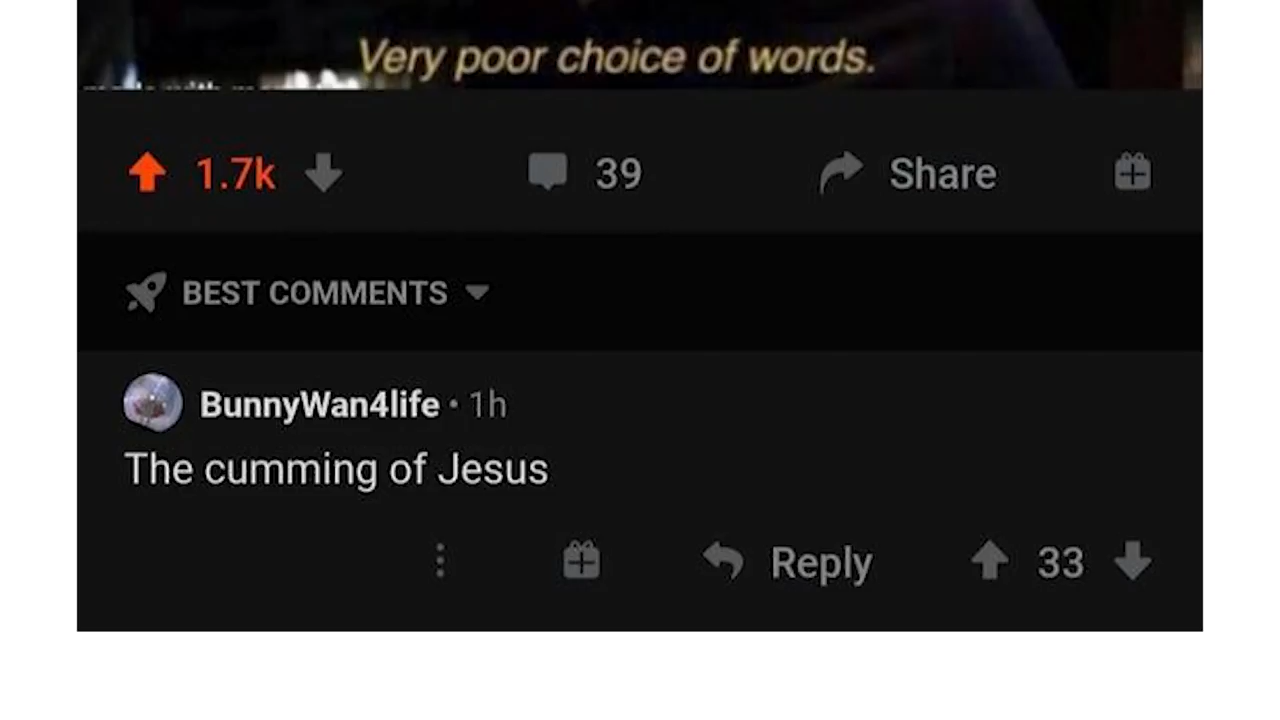 Very poor choice of words.
1.7k 39 Share
BEST COMMENTS
BunnyWan4life · 1h
The cumming of Jesus
Reply 33